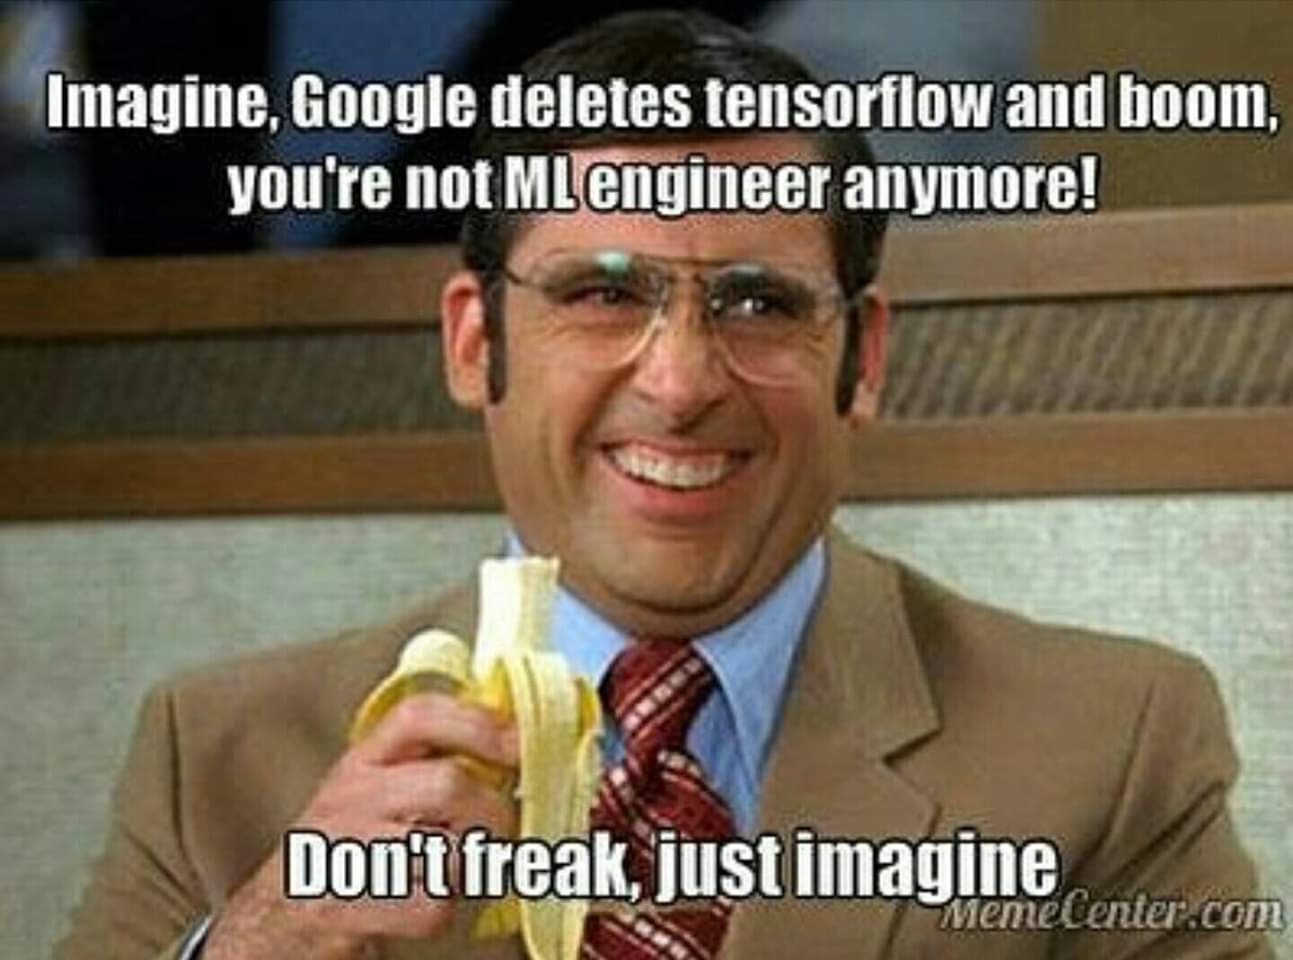 Imagine, Google deletes tensorflow and boom,
you're not ML engineer anymore!
Don't freak, just imagine
MemeCenter.com